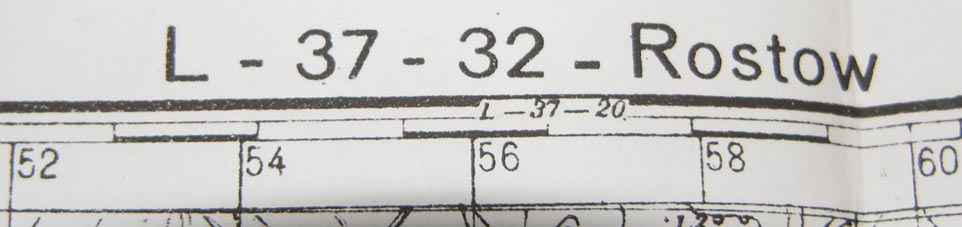 L - 37 - 32 - Rostow
L - 37 - 20
52 54 56 58 60